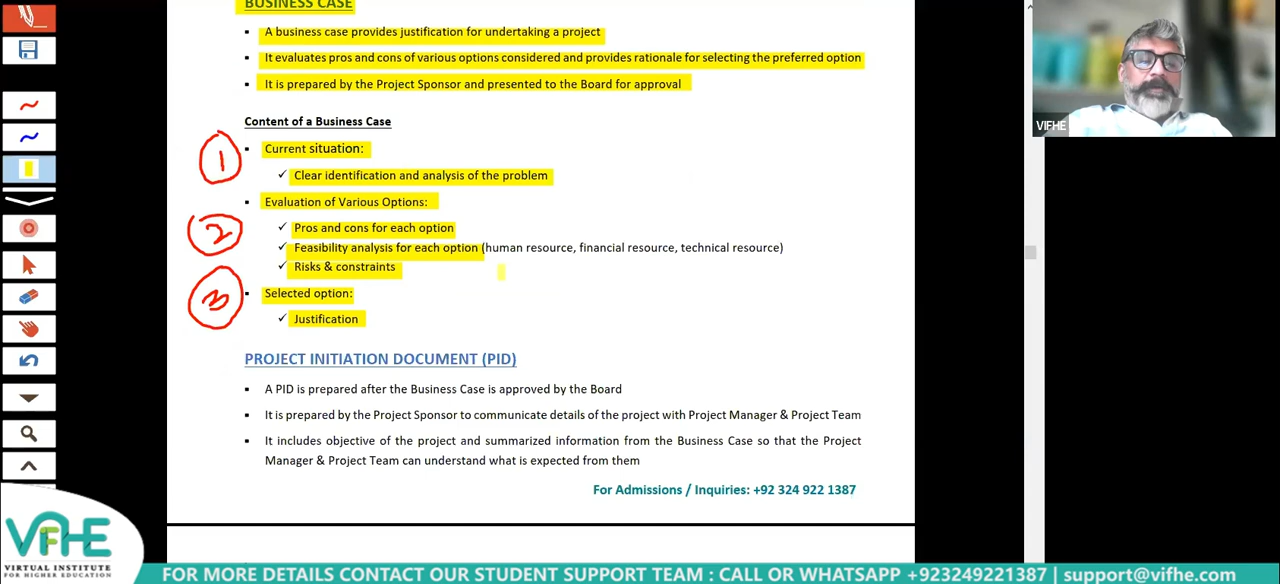 BUSINESS CASE
▪ A business case provides justification for undertaking a project
▪ It evaluates pros and cons of various options considered and provides rationale for selecting the preferred option
▪ It is prepared by the Project Sponsor and presented to the Board for approval
Content of a Business Case
1
▪ Current situation:
✓ Clear identification and analysis of the problem
▪ Evaluation of Various Options:
2
✓ Pros and cons for each option
✓ Feasibility analysis for each option (human resource, financial resource, technical resource)
✓ Risks & constraints
3
▪ Selected option:
✓ Justification
PROJECT INITIATION DOCUMENT (PID)
▪ A PID is prepared after the Business Case is approved by the Board
▪ It is prepared by the Project Sponsor to communicate details of the project with Project Manager & Project Team
▪ It includes objective of the project and summarized information from the Business Case so that the Project
Manager & Project Team can understand what is expected from them
For Admissions / Inquiries: +92 324 922 1387
VIFHE
VIFHE
VIRTUAL INSTITUTE
FOR HIGHER EDUCATION
FOR MORE DETAILS CONTACT OUR STUDENT SUPPORT TEAM : CALL OR WHATSAPP +923249221387 | support@vifhe.com